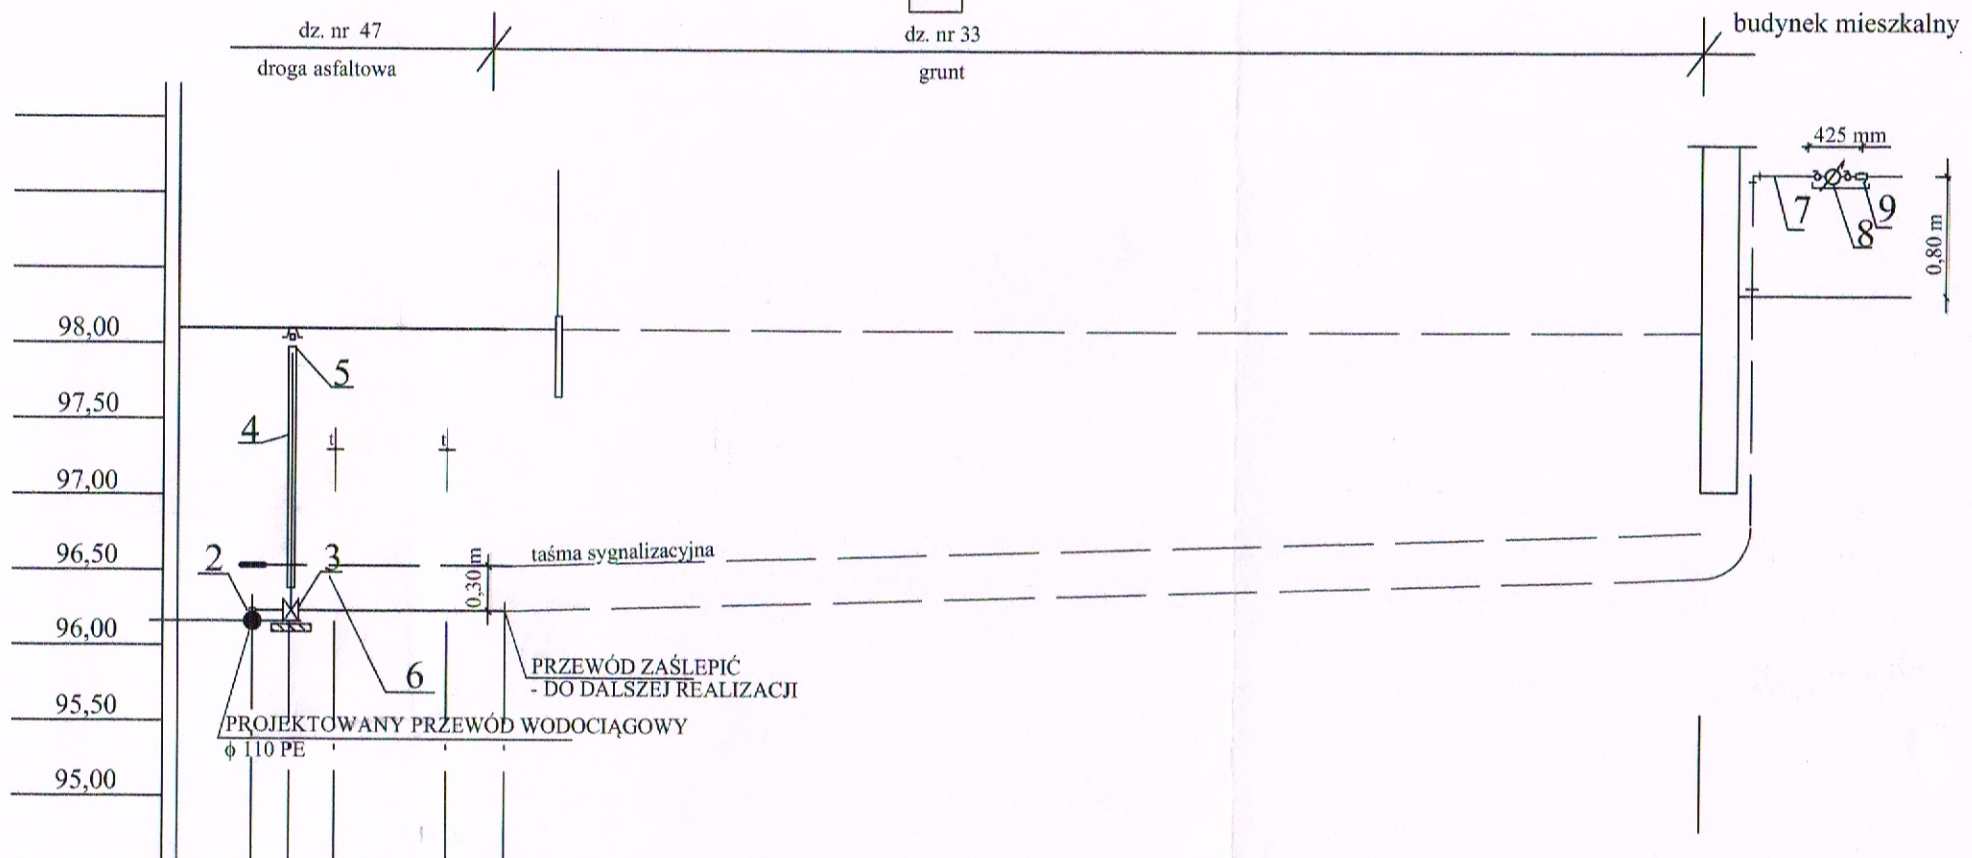 dz. nr 47
droga asfaltowa
dz. nr 33
grunt
budynek mieszkalny
425 mm
7
8
9
0,80 m
98,00
97,50
97,00
96,50
96,00
95,50
95,00
5
4
t
t
2
3
0,30 m
taśma sygnalizacyjna
6
PRZEWÓD ZAŚLEPIĆ
- DO DALSZEJ REALIZACJI
PROJEKTOWANY PRZEWÓD WODOCIĄGOWY
ϕ 110 PE